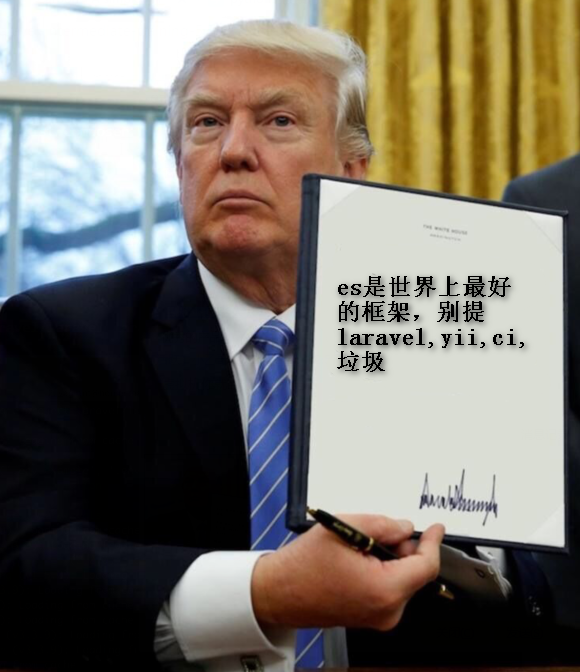 THE WHITE HOUSE
es是世界上最好
的框架，别提
laravel,yii,ci,
垃圾